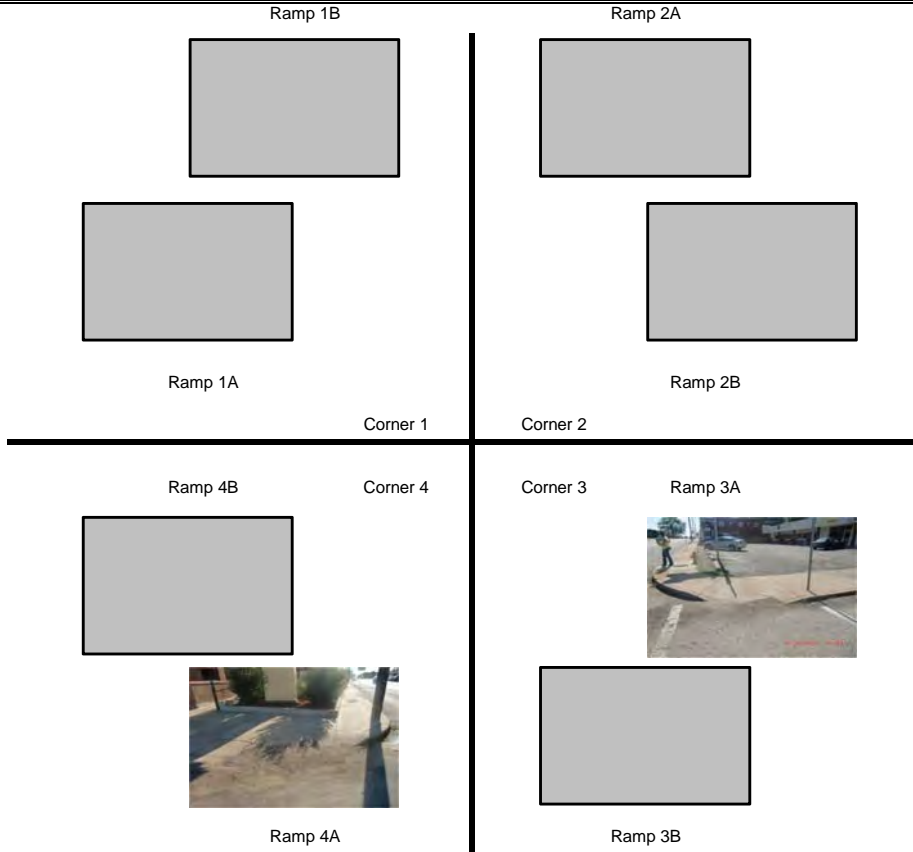 Ramp 1B Ramp 2A
Ramp 1A Ramp 2B
Corner 1 Corner 2
Ramp 4B Corner 4 Corner 3 Ramp 3A
Ramp 4A Ramp 3B